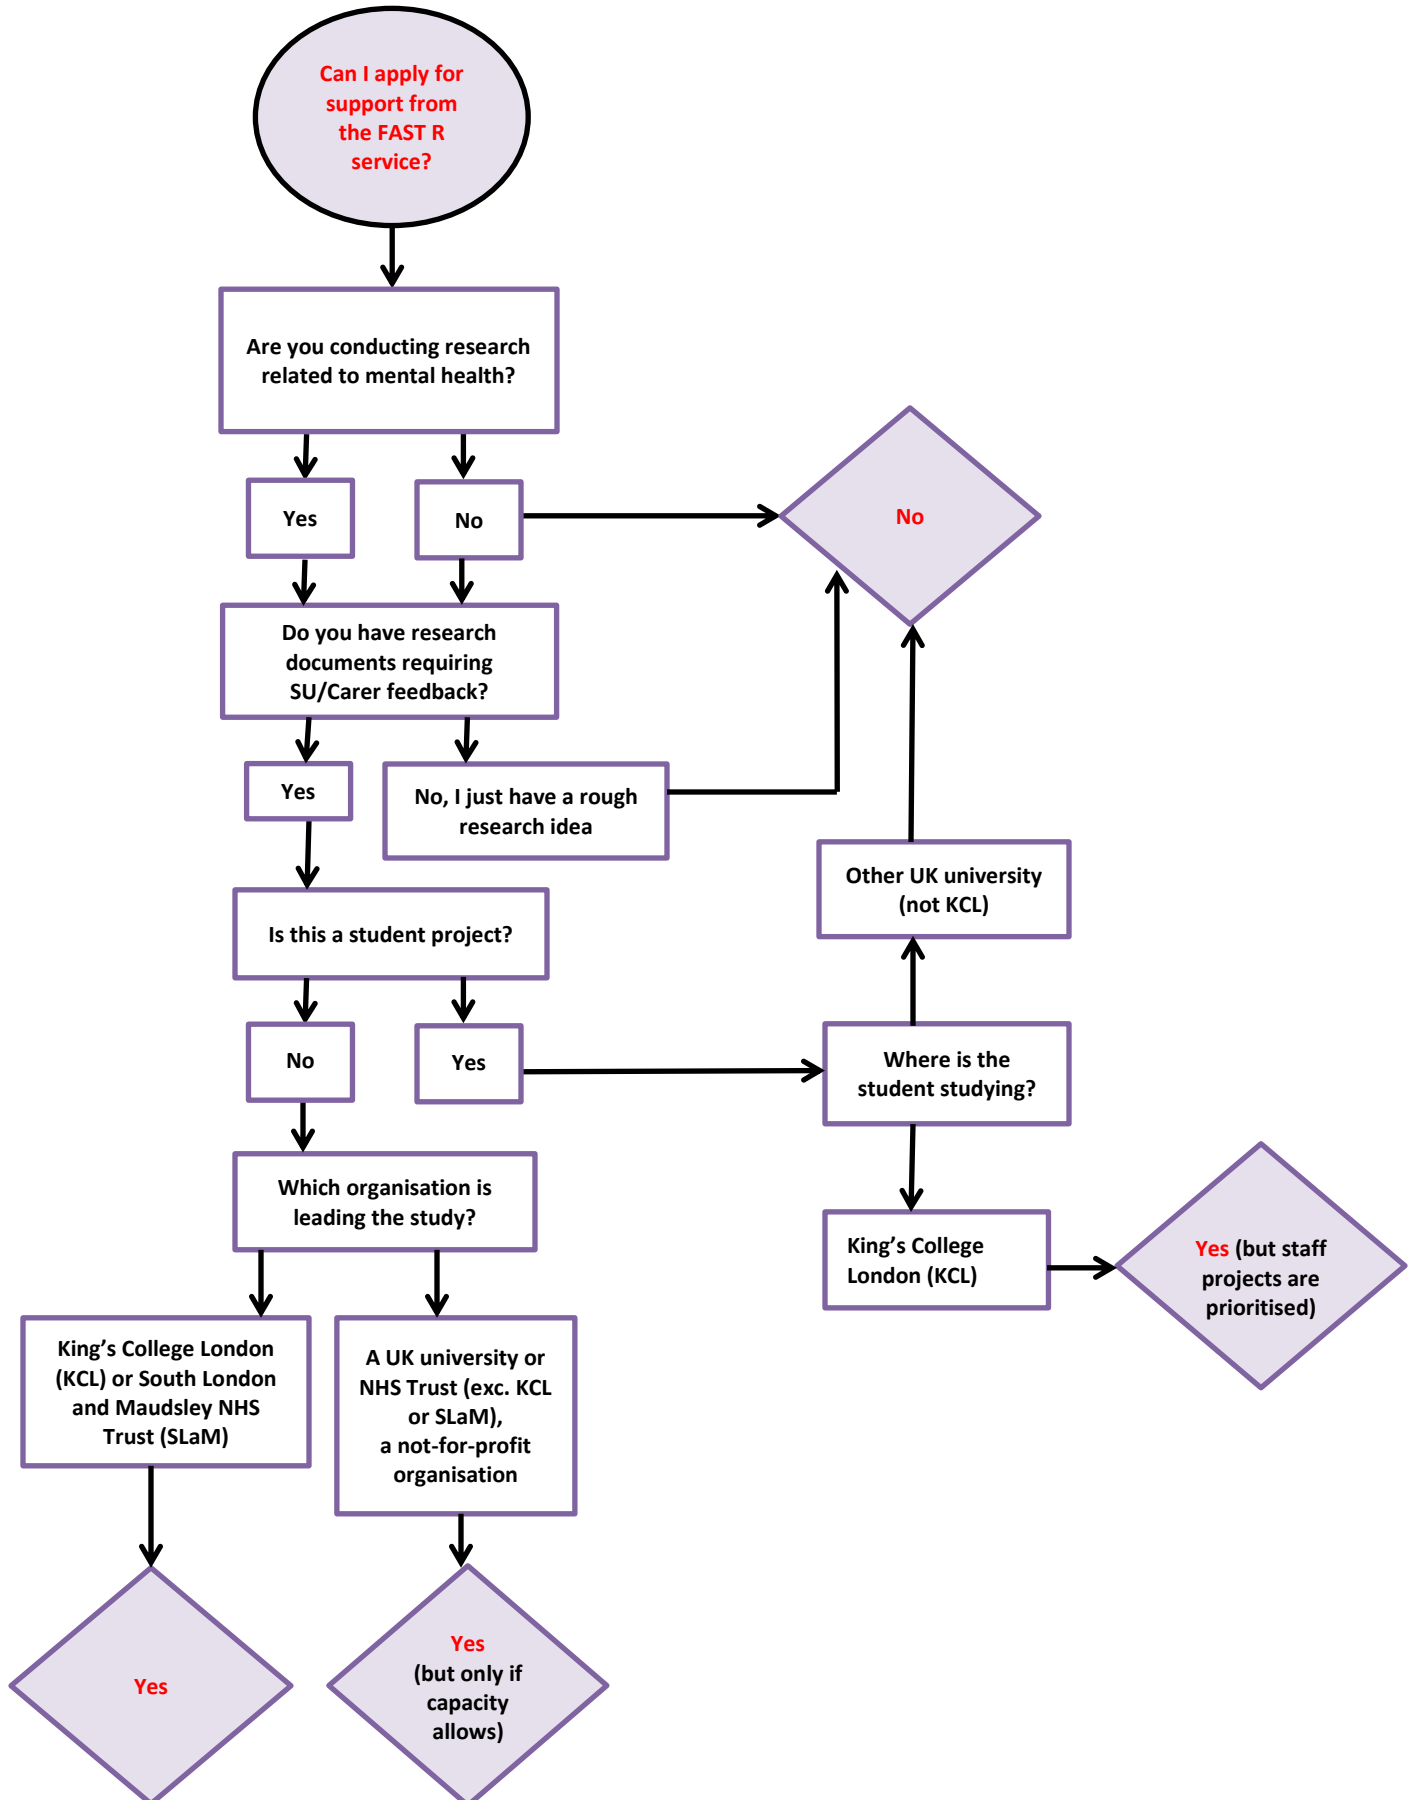 Can I apply for
support from
the FAST R
service?
Are you conducting research
related to mental health?
Yes
No
No
Do you have research
documents requiring
SU/Carer feedback?
Yes
No, I just have a rough
research idea
Other UK university
(not KCL)
Is this a student project?
No
Yes
Where is the
student studying?
Which organisation is
leading the study?
King's College
London (KCL)
Yes (but staff
projects are
prioritised)
King’s College London
(KCL) or South London
and Maudsley NHS
Trust (SLaM)
A UK university or
NHS Trust (exc. KCL
or SLaM),
a not-for-profit
organisation
Yes
Yes
(but only if
capacity
allows)